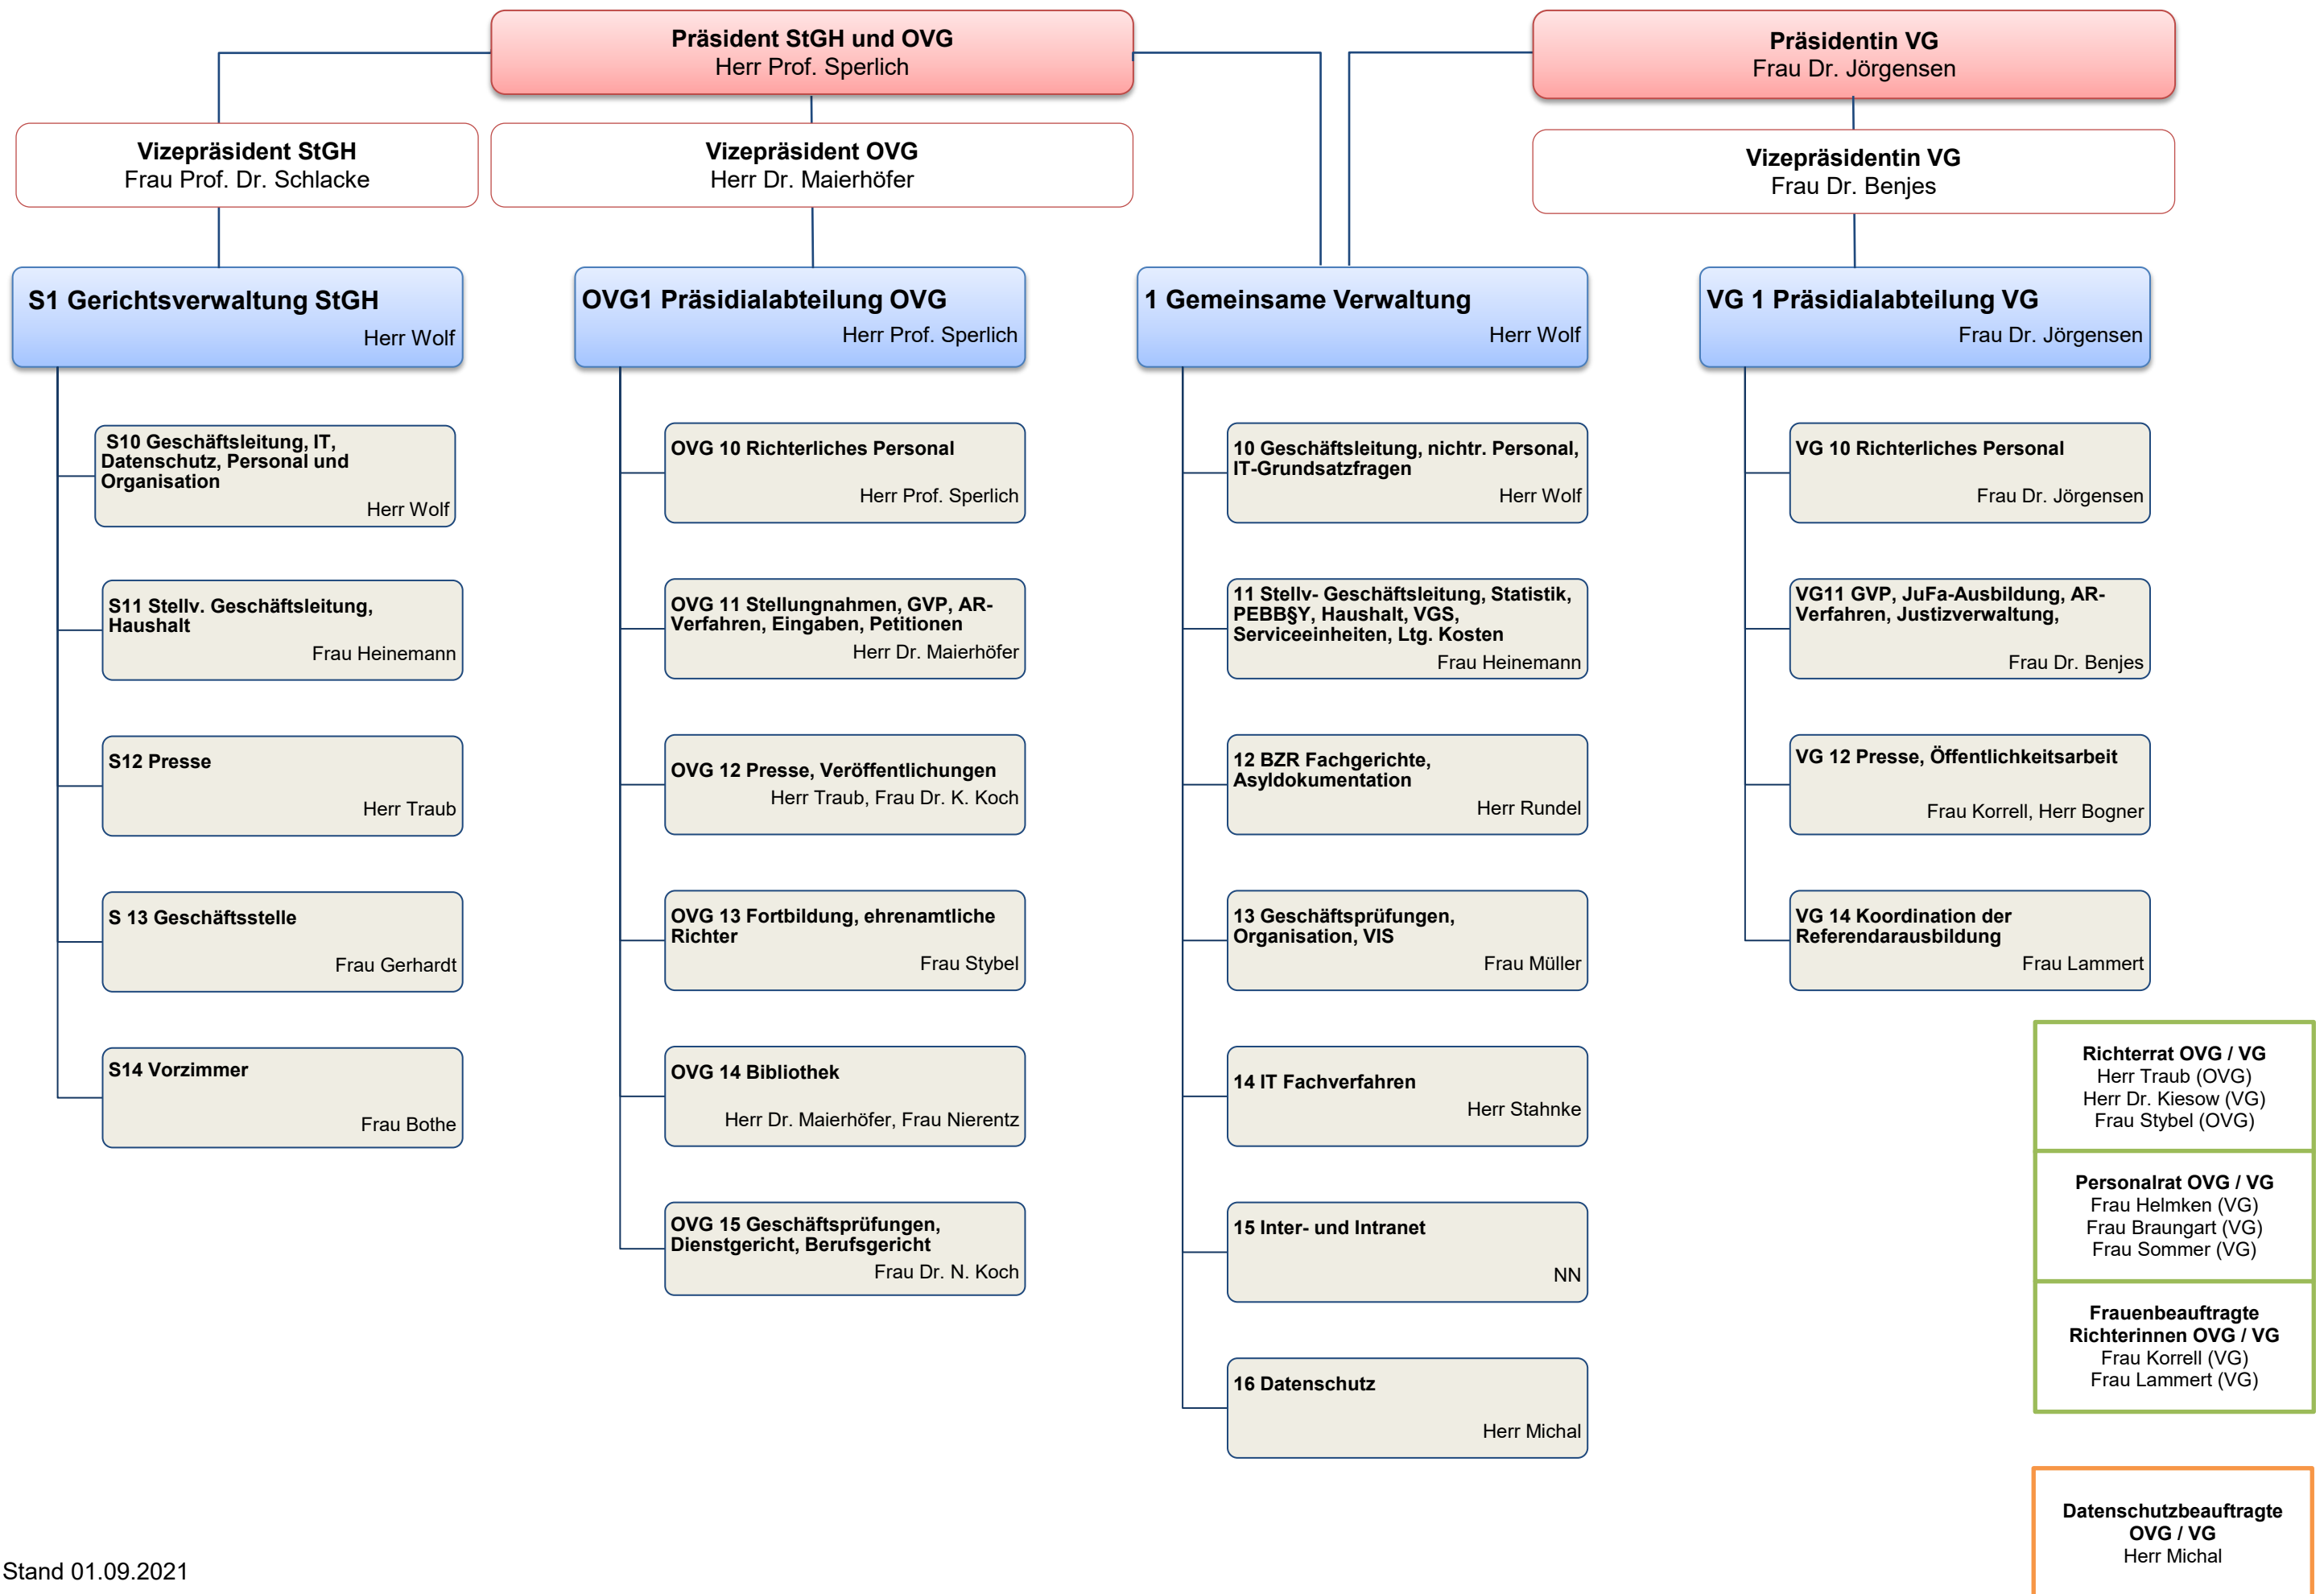 Präsident StGH und OVG
Herr Prof. Sperlich
Präsidentin VG
Frau Dr. Jörgensen
Vizepräsident StGH
Frau Prof. Dr. Schlacke
Vizepräsident OVG
Herr Dr. Maierhöfer
Vizepräsidentin VG
Frau Dr. Benjes
S1 Gerichtsverwaltung StGH
Herr Wolf
S10 Geschäftsleitung, IT,
Datenschutz, Personal und
Organisation
Herr Wolf
S11 Stellv. Geschäftsleitung,
Haushalt
Frau Heinemann
S12 Presse
Herr Traub
S 13 Geschäftsstelle
Frau Gerhardt
S14 Vorzimmer
Frau Bothe
OVG1 Präsidialabteilung OVG
Herr Prof. Sperlich
OVG 10 Richterliches Personal
Herr Prof. Sperlich
OVG 11 Stellungnahmen, GVP, AR-
Verfahren, Eingaben, Petitionen
Herr Dr. Maierhöfer
OVG 12 Presse, Veröffentlichungen
Herr Traub, Frau Dr. K. Koch
OVG 13 Fortbildung, ehrenamtliche
Richter
Frau Stybel
OVG 14 Bibliothek
Herr Dr. Maierhöfer, Frau Nierentz
OVG 15 Geschäftsprüfungen,
Dienstgericht, Berufsgericht
Frau Dr. N. Koch
1 Gemeinsame Verwaltung
Herr Wolf
10 Geschäftsleitung, nichtr. Personal,
IT-Grundsatzfragen
Herr Wolf
11 Stellv- Geschäftsleitung, Statistik,
PEBB§Y, Haushalt, VGS,
Serviceeinheiten, Ltg. Kosten
Frau Heinemann
12 BZR Fachgerichte,
Asyldokumentation
Herr Rundel
13 Geschäftsprüfungen,
Organisation, VIS
Frau Müller
14 IT Fachverfahren
Herr Stahnke
15 Inter- und Intranet
NN
16 Datenschutz
Herr Michal
VG 1 Präsidialabteilung VG
Frau Dr. Jörgensen
VG 10 Richterliches Personal
Frau Dr. Jörgensen
VG11 GVP, JuFa-Ausbildung, AR-
Verfahren, Justizverwaltung,
Frau Dr. Benjes
VG 12 Presse, Öffentlichkeitsarbeit
Frau Korrell, Herr Bogner
VG 14 Koordination der
Referendarausbildung
Frau Lammert
Richterrat OVG / VG
Herr Traub (OVG)
Herr Dr. Kiesow (VG)
Frau Stybel (OVG)
Personalrat OVG / VG
Frau Helmken (VG)
Frau Braungart (VG)
Frau Sommer (VG)
Frauenbeauftragte
Richterinnen OVG / VG
Frau Korrell (VG)
Frau Lammert (VG)
Datenschutzbeauftragte
OVG / VG
Herr Michal
Stand 01.09.2021